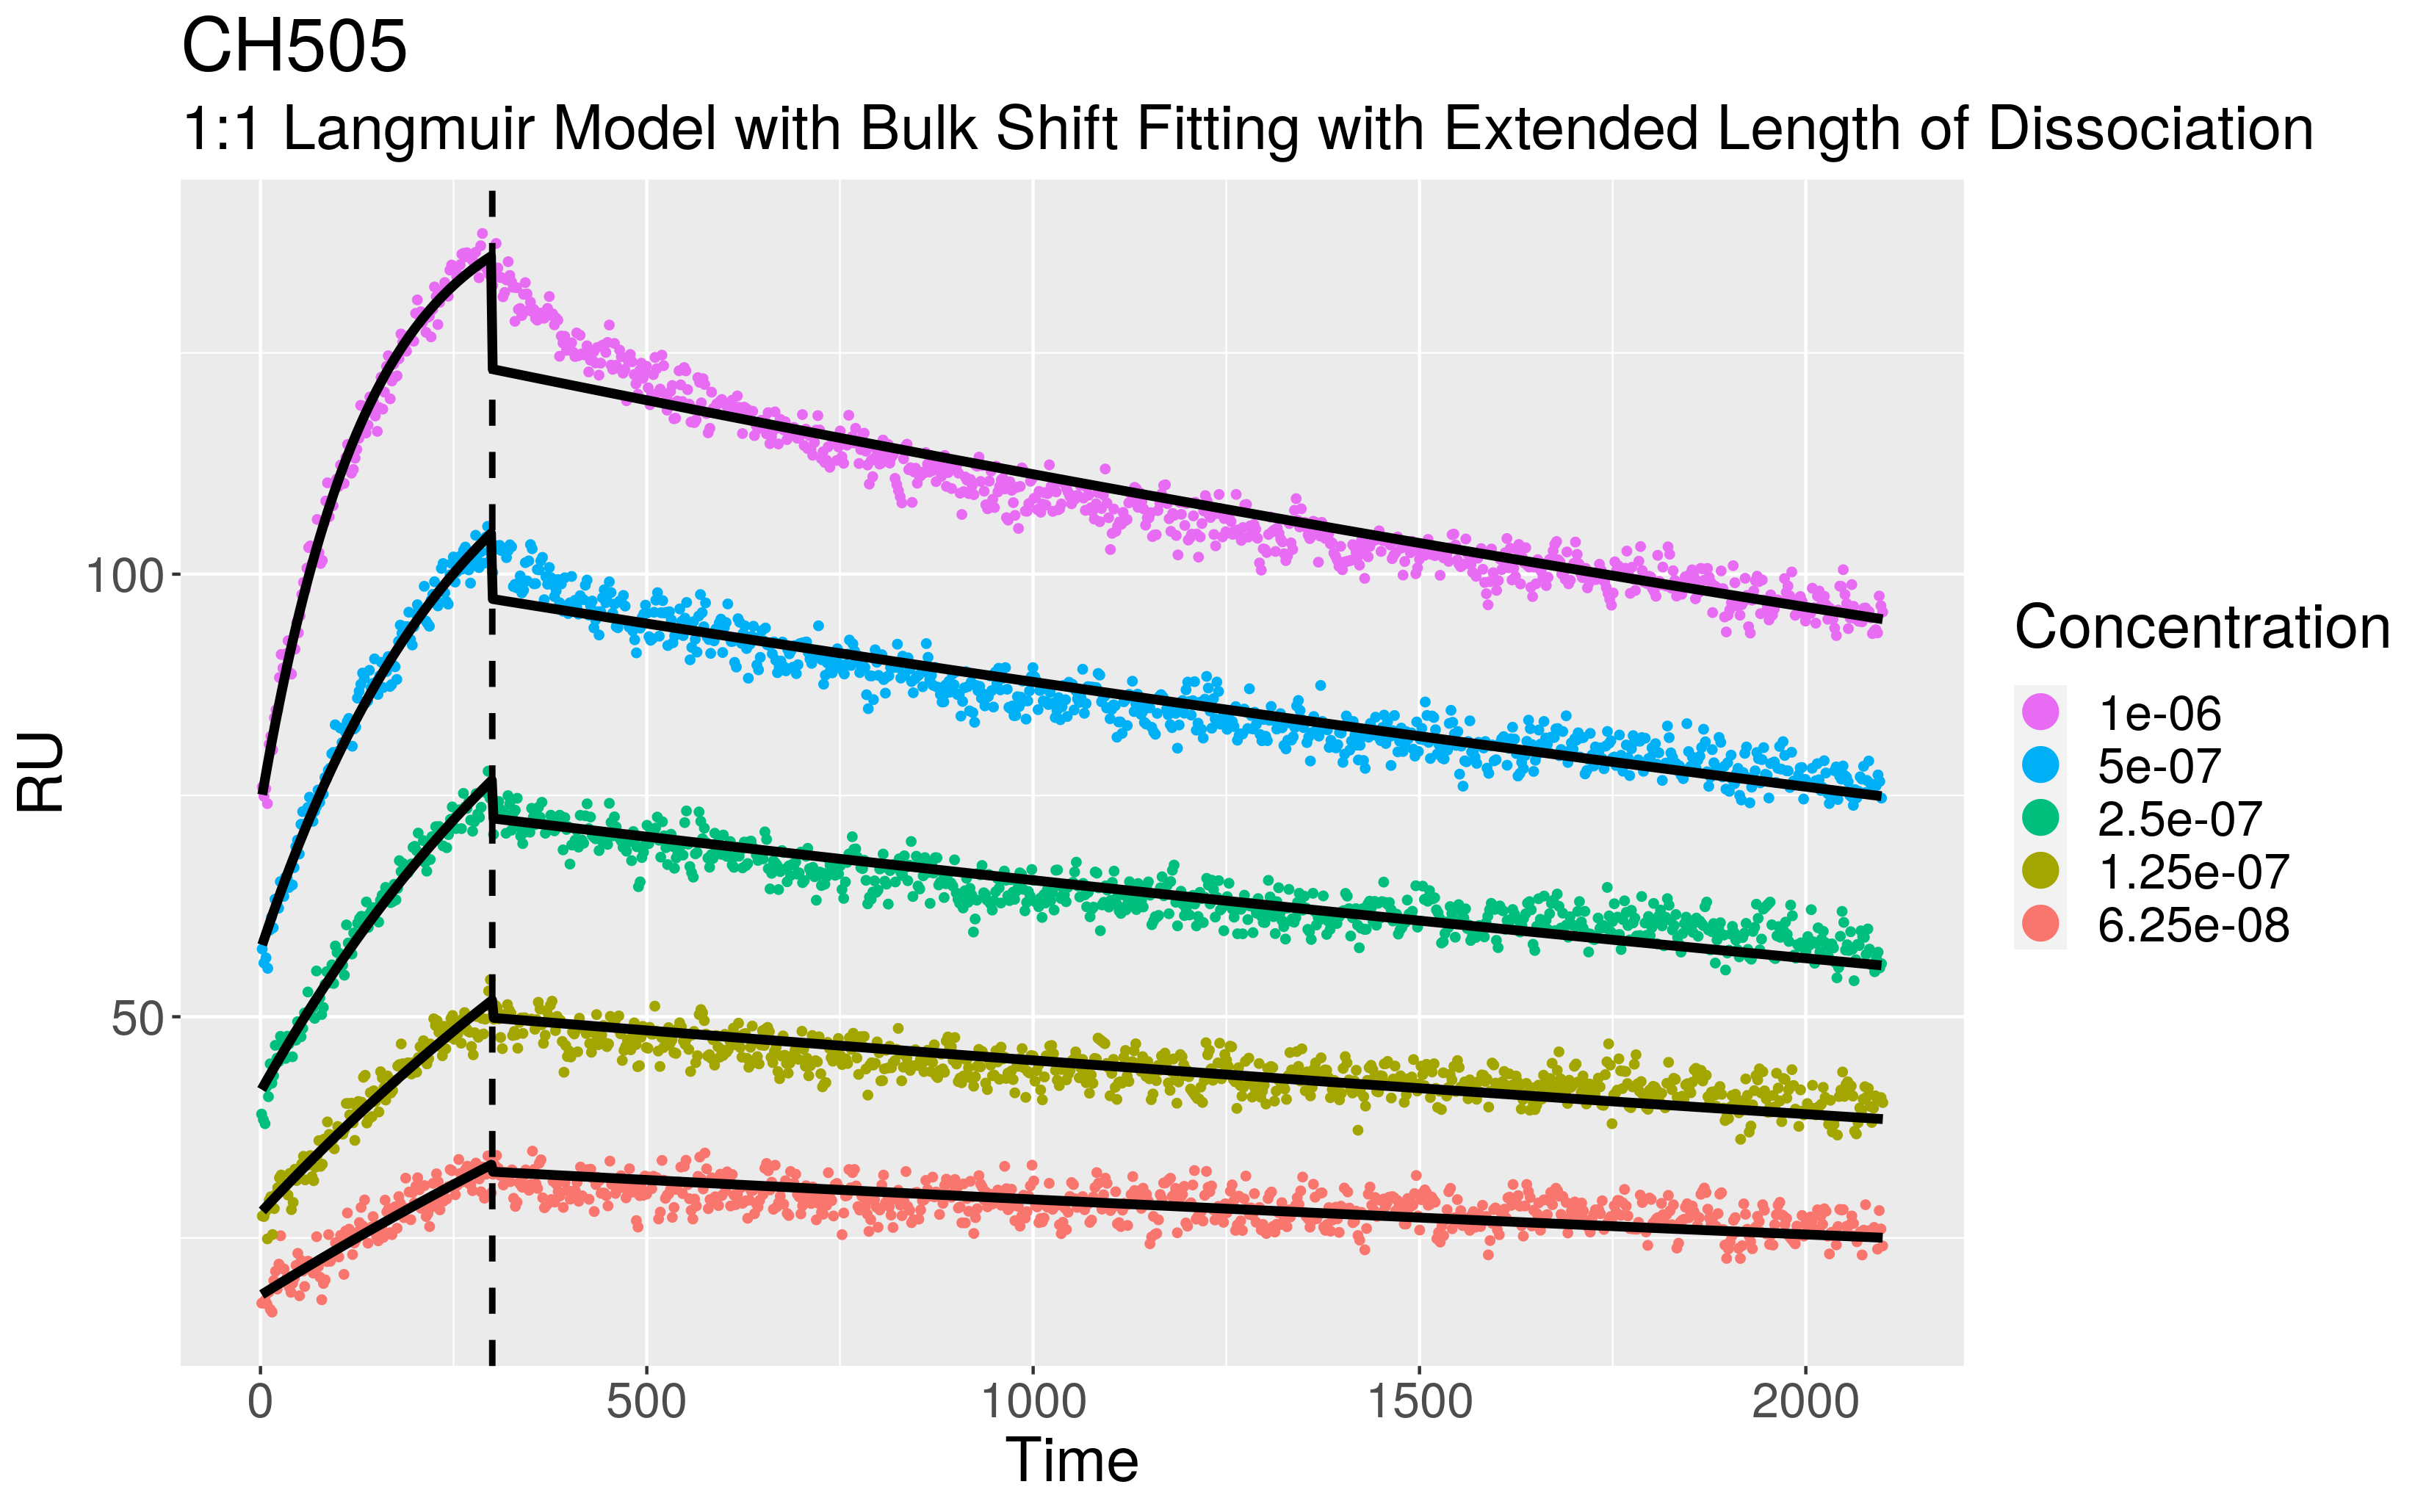 CH505
1:1 Langmuir Model with Bulk Shift Fitting with Extended Length of Dissociation
RU
100
50
0 500 1000 1500 2000
Time
Concentration
1e-06
5e-07
2.5e-07
1.25e-07
6.25e-08